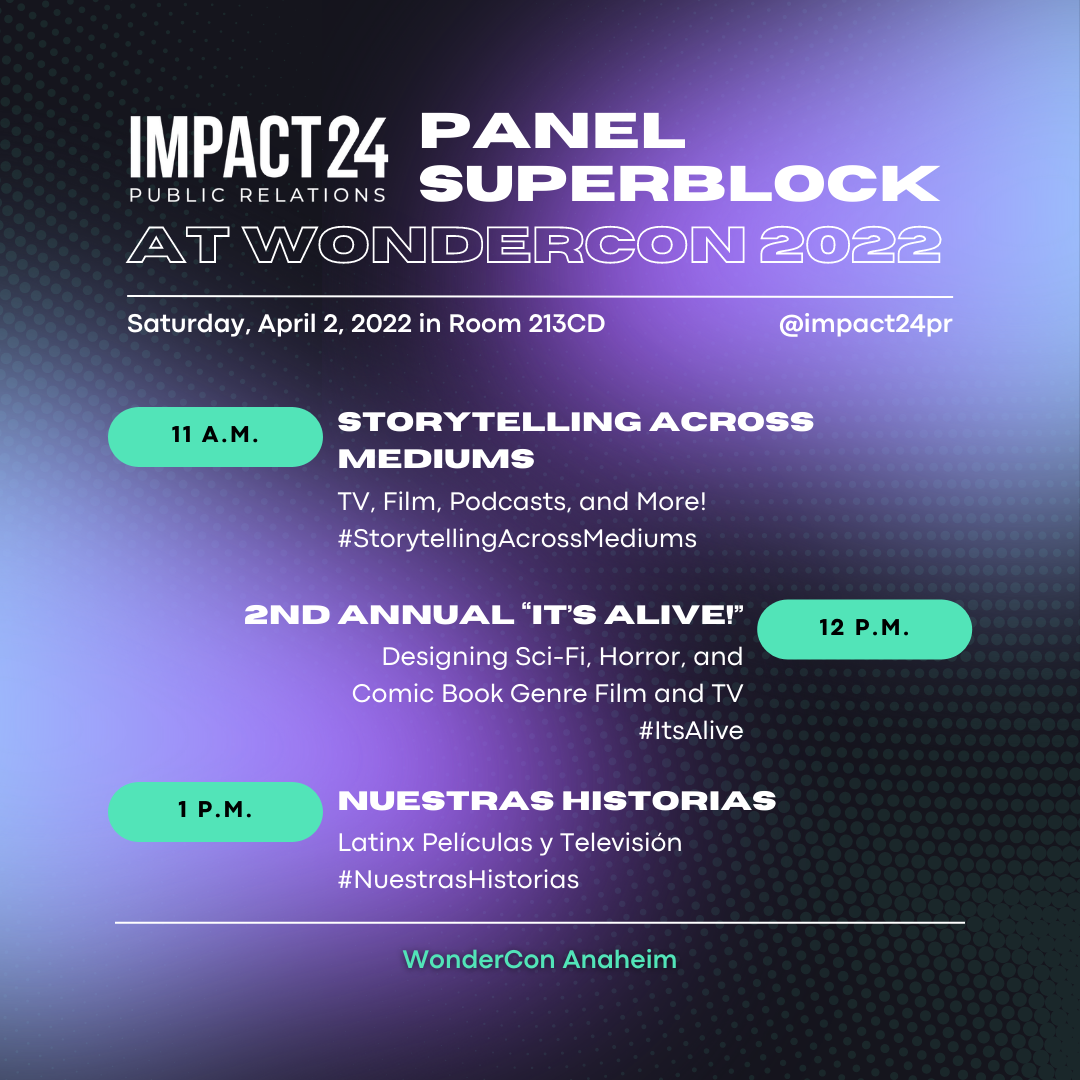 IMPACT24
PUBLIC RELATIONS
PANEL
SUPERBLOCK
AT WONDERCON 2022
Saturday, April 2, 2022 in Room 213CD
@impact24pr
11 A.M.
STORYTELLING ACROSS
MEDIUMS
TV, Film, Podcasts, and More!
#StorytellingAcrossMediums
2ND ANNUAL “IT’S ALIVE!”
12 P.M.
Designing Sci-Fi, Horror, and
Comic Book Genre Film and TV
#ItsAlive
1 P.M.
NUESTRAS HISTORIAS
Latinx Películas y Televisión
#NuestrasHistorias
WonderCon Anaheim